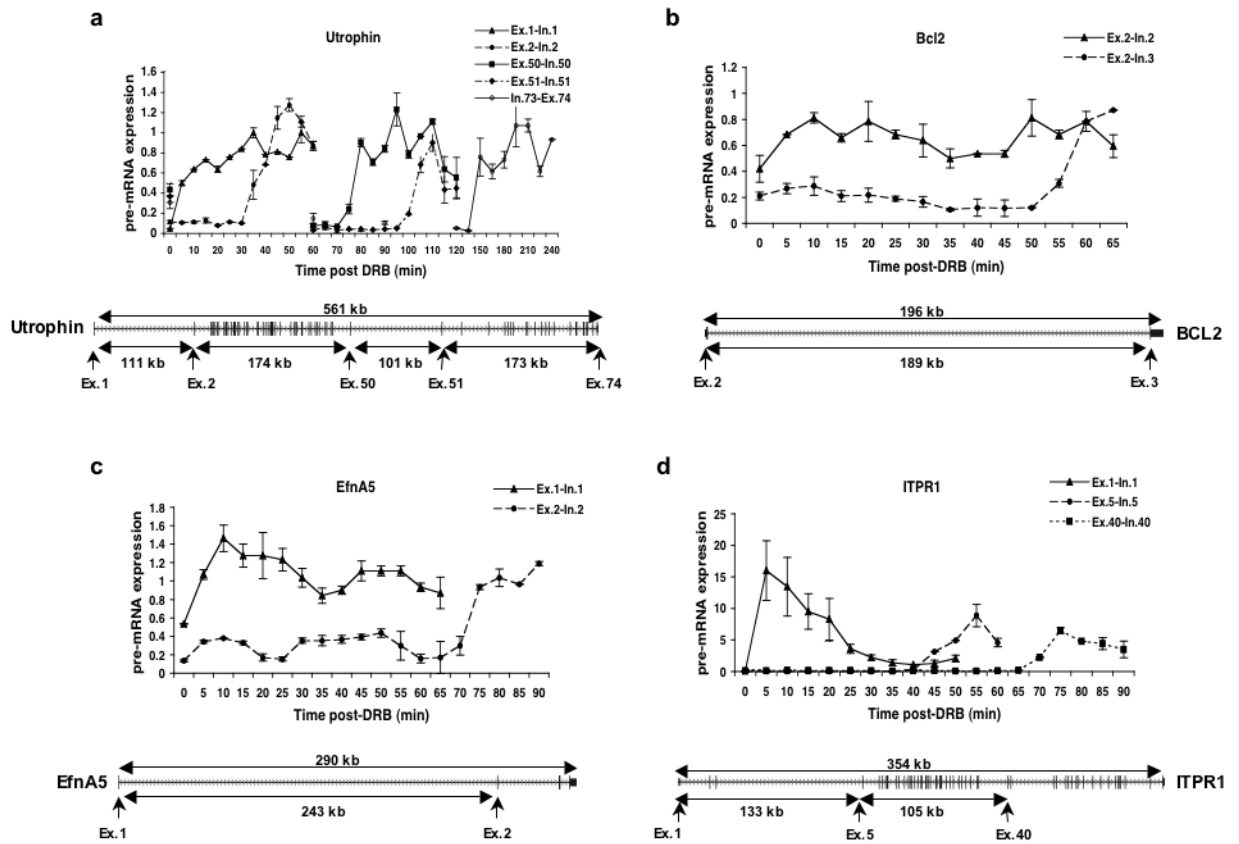 a
Utrophin
Ex.1-In.1
Ex.2-In.2
Ex.50-In.50
Ex.51-In.51
In.73-Ex.74
pre-mRNA expression
1.6
1.4
1.2
1
0.8
0.6
0.4
0.2
0
0 10 20 30 40 50 60 70 80 90 100 110 120 150 180 210 240
Time post DRB (min)
561 kb
Utrophin
111 kb 174 kb 101 kb 173 kb
Ex.1 Ex.2 Ex.50 Ex.51 Ex.74
b
Bcl2
Ex.2-In.2
Ex.2-In.3
pre-mRNA expression
1.2
1
0.8
0.6
0.4
0.2
0
0 5 10 15 20 25 30 35 40 45 50 55 60 65
Time post-DRB (min)
196 kb
BCL2
189 kb
Ex.2 Ex.3
c
EfnA5
Ex.1-In.1
Ex.2-In.2
pre-mRNA expression
1.8
1.6
1.4
1.2
1
0.8
0.6
0.4
0.2
0
0 5 10 15 20 25 30 35 40 45 50 55 60 65 70 75 80 85 90
Time post-DRB (min)
290 kb
EfnA5
243 kb
Ex.1 Ex.2
d
ITPR1
Ex.1-In.1
Ex.5-In.5
Ex.40-In.40
pre-mRNA expression
25
20
15
10
5
0
0 5 10 15 20 25 30 35 40 45 50 55 60 65 70 75 80 85 90
Time post-DRB (min)
354 kb
ITPR1
133 kb 105 kb
Ex.1 Ex.5 Ex.40